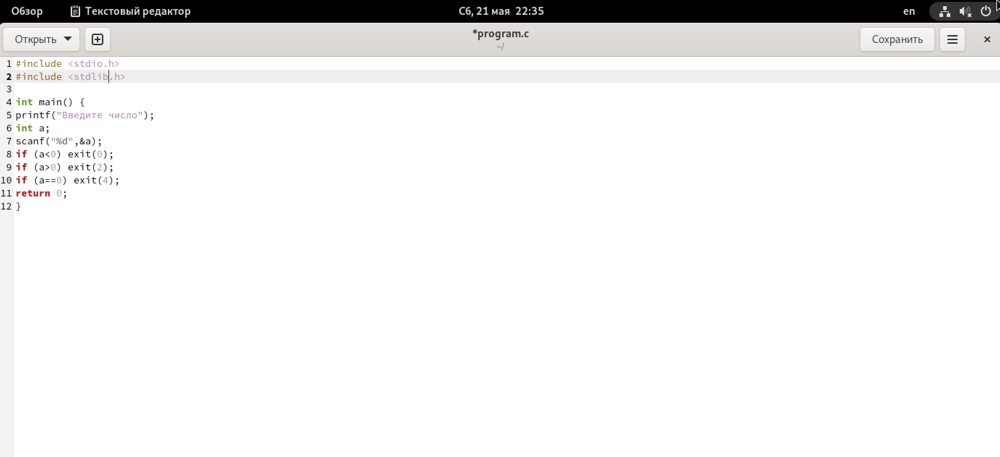 Обзор Текстовый редактор Сб, 21 мая 22:35 en
Открыть *program.c Сохранить
~/
1 #include <stdio.h>
2 #include <stdlib.h>
3
4 int main() {
5 printf("Введите число");
6 int a;
7 scanf("%d",&a);
8 if (a<0) exit(0);
9 if (a>0) exit(2);
10 if (a==0) exit(4);
11 return 0;
12 }